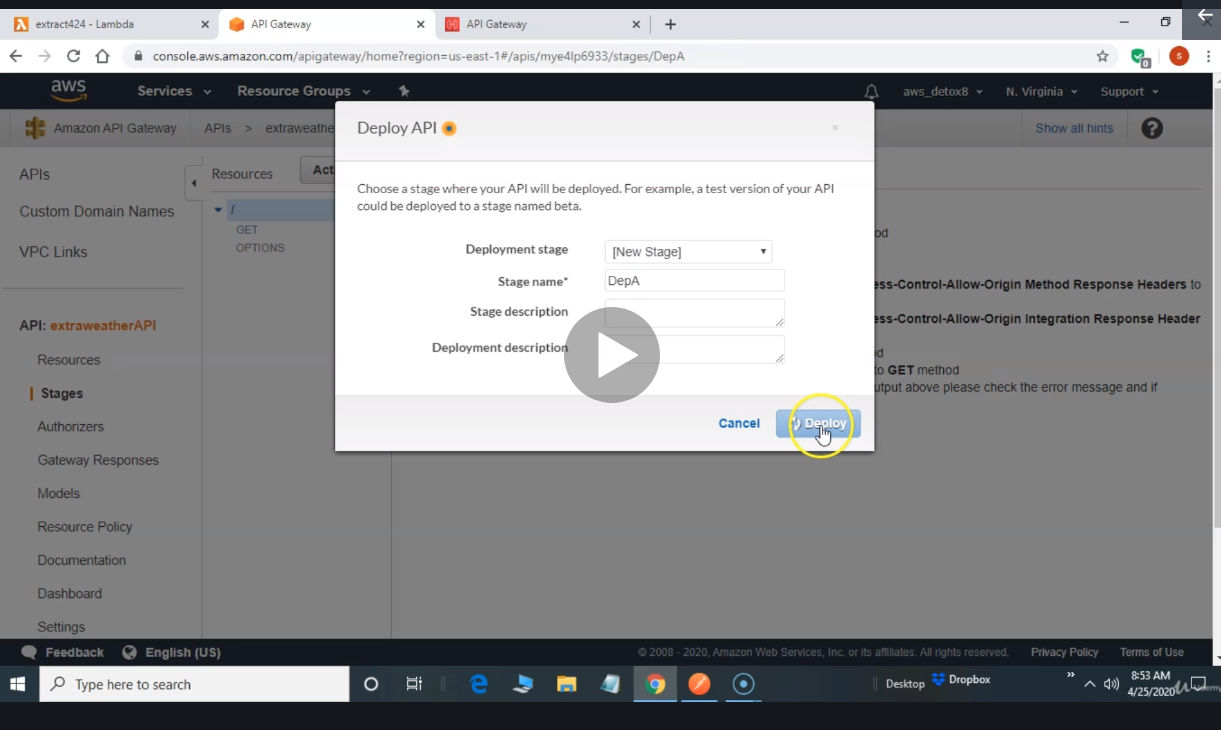 extract424 - Lambda
API Gateway
API Gateway
console.aws.amazon.com/apigateway/home?region=us-east-1#/apis/mye4lp6933/stages/DepA
0
s
aws
Services
Resource Groups
aws_detox8
N. Virginia
Support
Amazon API Gateway
APIs > extraweathe
Show all hints
?
Deploy API
APIs
Custom Domain Names
VPC Links
API: extraweatherAPI
Resources
Stages
Authorizers
Gateway Responses
Models
Resource Policy
Documentation
Dashboard
Settings
Resources
Act
/
GET
OPTIONS
Choose a stage where your API will be deployed. For example, a test version of your API
could be deployed to a stage named beta.
Deployment stage
[New Stage]
Stage name*
DepA
Stage description
Deployment description
Cancel
Deploy
od
ess-Control-Allow-Origin Method Response Headers to
ess-Control-Allow-Origin Integration Response Header
d
to GET method
utput above please check the error message and if
Feedback
English (US)
© 2008 - 2020, Amazon Web Services, Inc. or its affiliates. All rights reserved.
Privacy Policy
Terms of Use
Type here to search
Desktop
Dropbox
8:53 AM
4/25/2020
Udemy